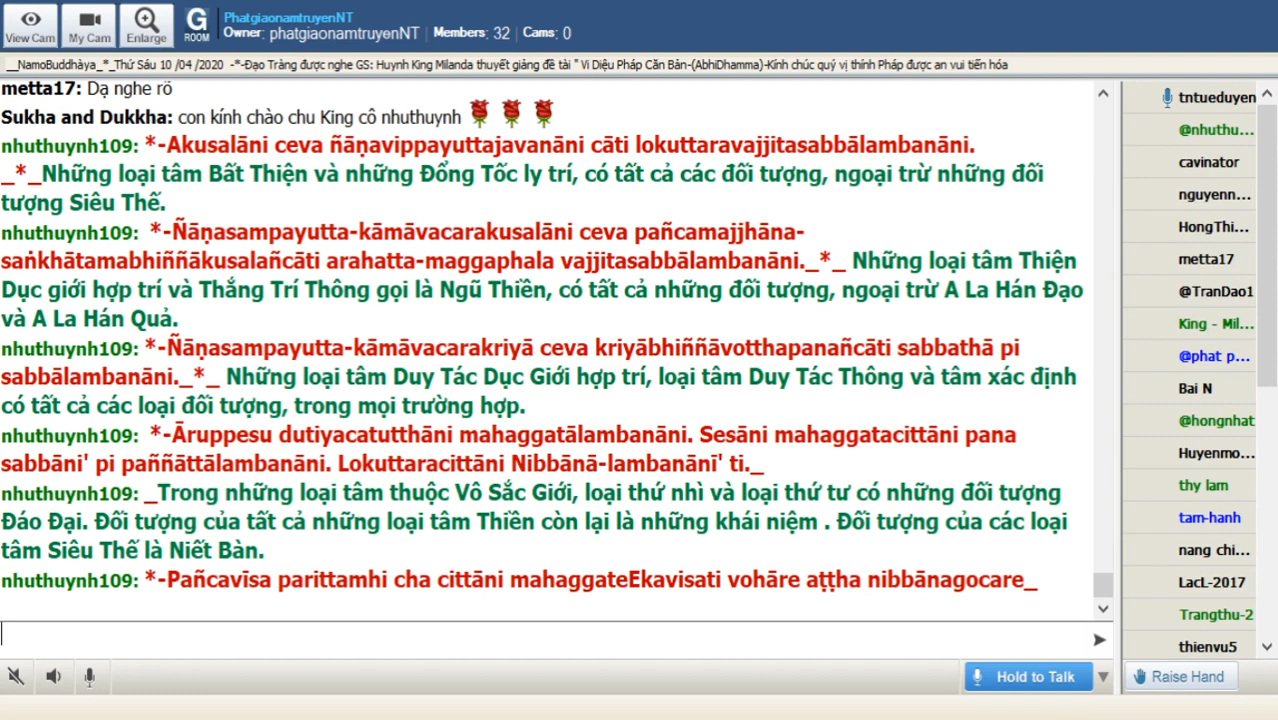 View Cam
My Cam
Enlarge
G
ROOM
PhatgiaonamtruyenNT
Owner: phatgiaonamtruyenNT | Members: 32 | Cams: 0
__NamoBuddhàya_*_Thứ Sáu 10 /04 /2020 -*-Đạo Tràng được nghe GS: Huynh King Milanda thuyết giảng đề tài " Vi Diệu Pháp Căn Bản-(AbhiDhamma)-Kính chúc quý vị thính Pháp được an vui tiến hóa
metta17: Dạ nghe rõ
Sukha and Dukkha: con kính chào chu King cô nhuthuynh
nhuthuynh109: *-Akusalāni ceva ñāṇavippayuttajavanāni cāti lokuttaravajjitasabbālambanāni.
_*_Những loại tâm Bất Thiện và những Đổng Tốc ly trí, có tất cả các đối tượng, ngoại trừ những đối
tượng Siêu Thế.
nhuthuynh109: *-Ñāṇasampayutta-kāmāvacarakusalāni ceva pañcamajjhāna-
saṅkhātamabhiññākusalañcāti arahatta-maggaphala vajjitasabbālambanāni._*_ Những loại tâm Thiện
Dục giới hợp trí và Thắng Trí Thông gọi là Ngũ Thiền, có tất cả những đối tượng, ngoại trừ A La Hán Đạo
và A La Hán Quả.
nhuthuynh109: *-Ñāṇasampayutta-kāmāvacarakriyā ceva kriyābhiññāvotthapanañcāti sabbathā pi
sabbālambanāni._*_ Những loại tâm Duy Tác Dục Giới hợp trí, loại tâm Duy Tác Thông và tâm xác định
có tất cả các loại đối tượng, trong mọi trường hợp.
nhuthuynh109: *-Āruppesu dutiyacatutthāni mahaggatālambanāni. Sesāni mahaggatacittāni pana
sabbāni' pi paññāttālambanāni. Lokuttaracittāni Nibbānā-lambanānī' ti._
nhuthuynh109: _Trong những loại tâm thuộc Vô Sắc Giới, loại thứ nhì và loại thứ tư có những đối tượng
Đáo Đại. Đối tượng của tất cả những loại tâm Thiền còn lại là những khái niệm . Đối tượng của các loại
tâm Siêu Thế là Niết Bàn.
nhuthuynh109: *-Pañcavīsa parittamhi cha cittāni mahaggateEkavisati vohāre aṭṭha nibbānagocare_
Hold to Talk
tntueduyen
@nhuthu...
cavinator
nguyenn...
HongThi...
metta17
@TranDao1
King - Mil...
@phat p...
Bai N
@hongnhat
Huyenmo...
thy lam
tam-hanh
nang chi...
LacL-2017
Trangthu-2
thienvu5
Raise Hand